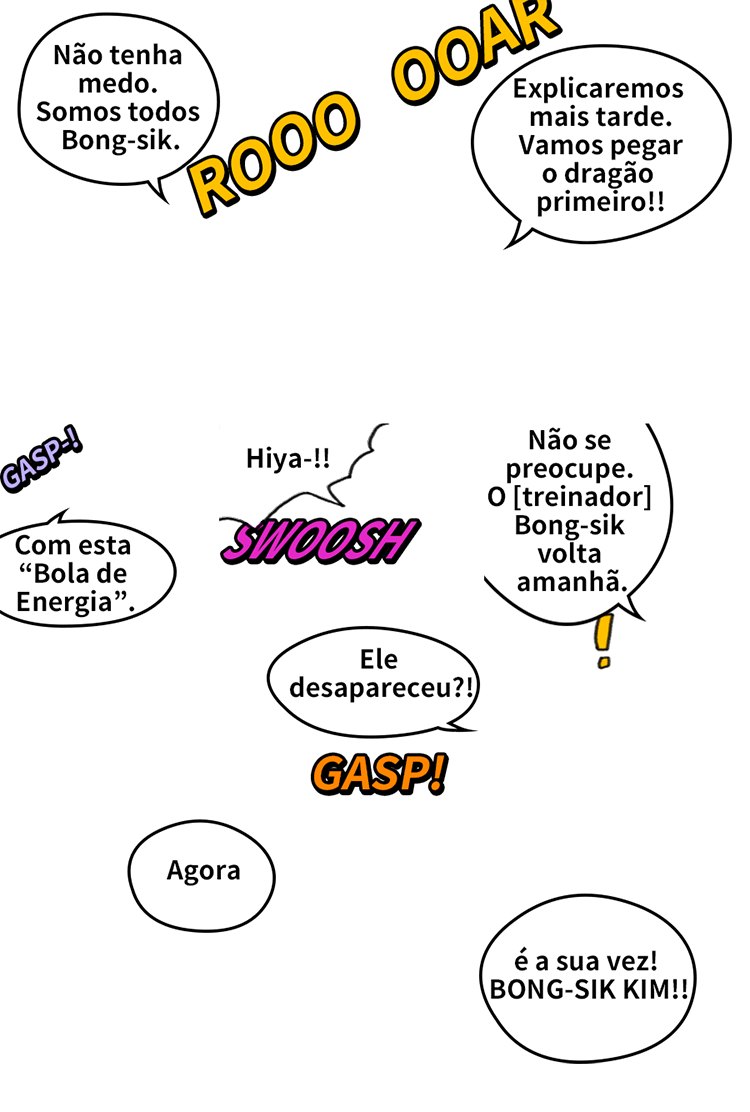 Não tenha
medo.
Somos todos
Bong-sik.
ROOO OOAR
Explicaremos
mais tarde.
Vamos pegar
o dragão
primeiro!!
GASP-!
Com esta
“Bola de
Energia”.
Hiya-!!
SWOOSH
Não se
preocupe.
O [treinador]
Bong-sik
volta
amanhã.
!
Ele
desapareceu?!
GASP!
Agora
é a sua vez!
BONG-SIK KIM!!